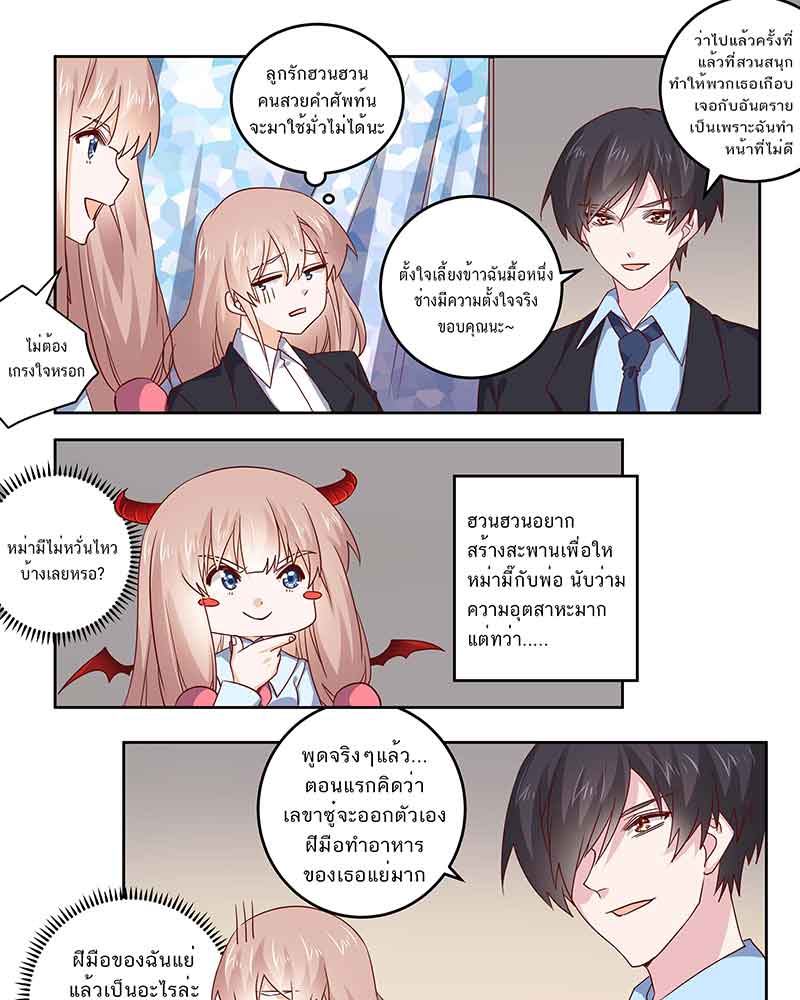 ว่าไปแล้วครั้งที่
แล้วที่สวนสนุก
ทำให้พวกเธอเกือบ
เจอกับอันตราย
เป็นเพราะฉันทำ
หน้าที่ไม่ดี
ลูกรักฮวนฮวน
คนสวยคำศัพท์น
จะมาใช้มั่วไม่ได้นะ
ตั้งใจเลี้ยงข้าวฉันมื้อหนึ่ง
ช่างมีความตั้งใจจริง
ขอบคุณนะ~
ไม่ต้อง
เกรงใจหรอก
หม่ามีไม่หวั่นไหว
บ้างเลยหรอ?
ฮวนฮวนอยาก
สร้างสะพานเพื่อให
หม่ามี๊กับพ่อ นับว่าม
ความอุตสาหะมาก
แต่ทว่า.....
พูดจริงๆแล้ว...
ตอนแรกคิดว่า
เลขาซู่จะออกตัวเอง
ฝีมือทำอาหาร
ของเธอแย่มาก
ฝีมือของฉันแย่
แล้วเป็นอะไรล่ะ